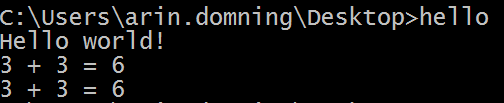 C:\Users\arin.domning\Desktop>hello
Hello world!
3 + 3 = 6
3 + 3 = 6